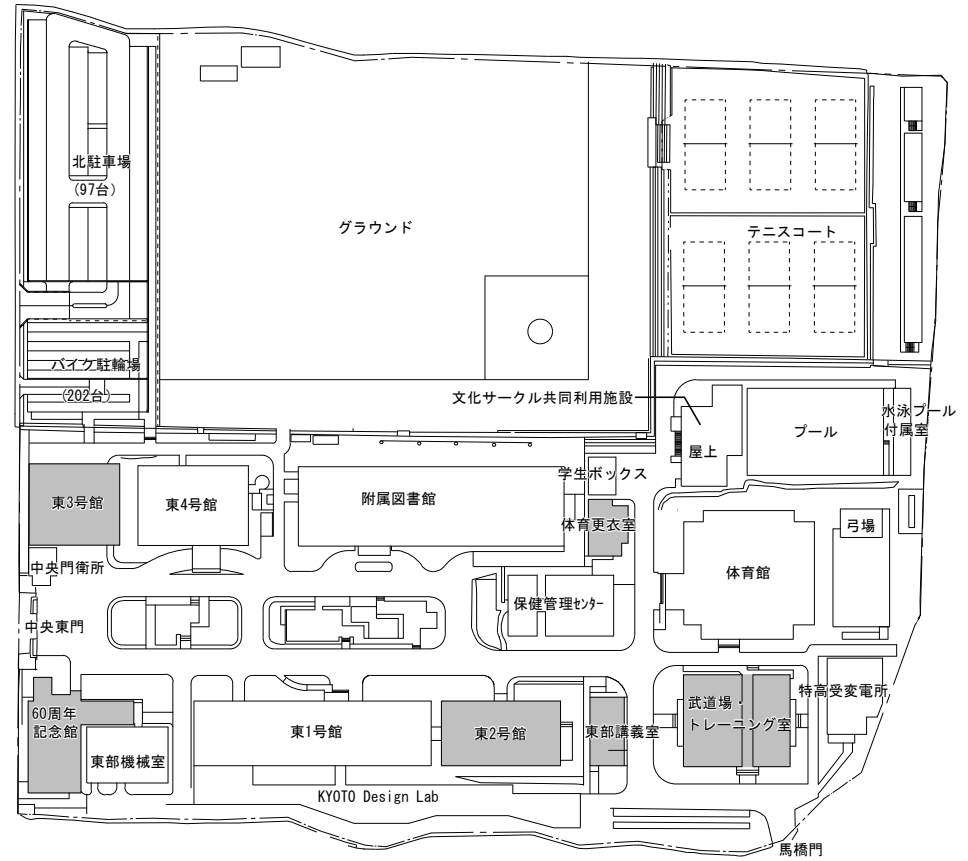 北駐車場
(97台)
グラウンド
テニスコート
バイク駐輪場
(202台)
文化サークル共同利用施設
屋上
プール
水泳プール
付属室
東3号館
東4号館
附属図書館
学生ボックス
体育更衣室
弓場
体育館
中央門衛所
保健管理センター
中央東門
60周年
記念館
東部機械室
東1号館
東2号館
東部講義室
武道場・
トレーニング室
特高受変電所
KYOTO Design Lab
馬橋門